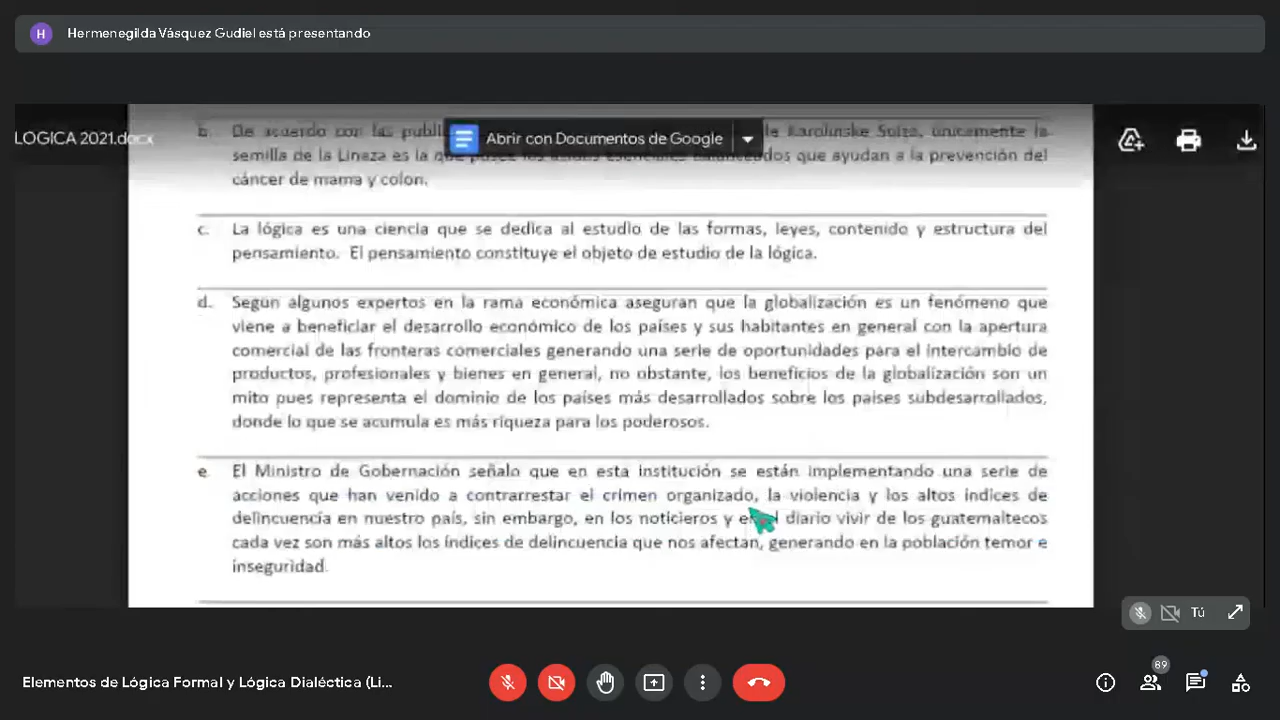 H Hermenegilda Vásquez Gudiel está presentando
LOGICA 2021.docx
Abrir con Documentos de Google
b. De acuerdo con las publi le Karolinske Suiza, únicamente la
semilla de la Linaza es la que que ayudan a la prevención del
cáncer de mama y colon.
c. La lógica es una ciencia que se dedica al estudio de las formas, leyes, contenido y estructura del
pensamiento. El pensamiento constituye el objeto de estudio de la lógica.
d. Según algunos expertos en la rama económica aseguran que la globalización es un fenómeno que
viene a beneficiar el desarrollo económico de los países y sus habitantes en general con la apertura
comercial de las fronteras comerciales generando una serie de oportunidades para el intercambio de
productos, profesionales y bienes en general, no obstante, los beneficios de la globalización son un
mito pues representa el dominio de los países más desarrollados sobre los países subdesarrollados,
donde lo que se acumula es más riqueza para los poderosos.
e. El Ministro de Gobernación señalo que en esta institución se están implementando una serie de
acciones que han venido a contrarrestar el crimen organizado, la violencia y los altos índices de
delincuencia en nuestro país, sin embargo, en los noticieros y en el diario vivir de los guatemaltecos
cada vez son más altos los índices de delincuencia que nos afectan, generando en la población temor e
inseguridad.
Tú
Elementos de Lógica Formal y Lógica Dialéctica (Li...
89